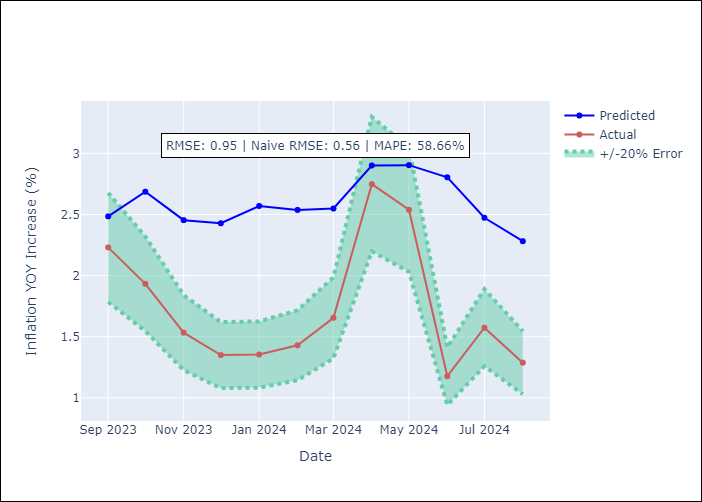 Predicted
Actual
+/-20% Error
RMSE: 0.95 | Naive RMSE: 0.56 | MAPE: 58.66%
3
2.5
2
1.5
1
Inflation YOY Increase (%)
Sep 2023 Nov 2023 Jan 2024 Mar 2024 May 2024 Jul 2024
Date